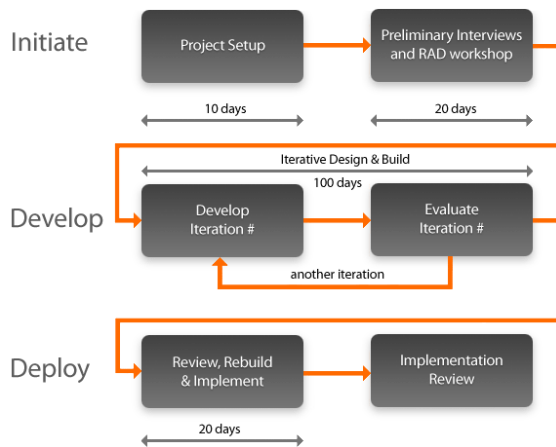 Initiate
Project Setup
Preliminary Interviews
and RAD workshop
10 days
20 days
Iterative Design & Build
100 days
Develop
Develop
Iteration #
Evaluate
Iteration #
another iteration
Deploy
Review, Rebuild
& Implement
Implementation
Review
20 days